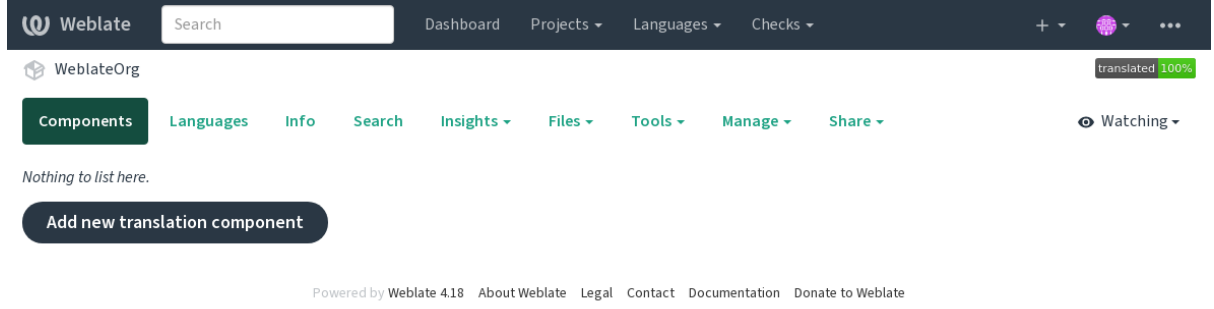 Weblate Search Dashboard Projects Languages Checks
WeblateOrg translated 100%
Components Languages Info Search Insights Files Tools Manage Share Watching
Nothing to list here.
Add new translation component
Powered by Weblate 4.18 About Weblate Legal Contact Documentation Donate to Weblate